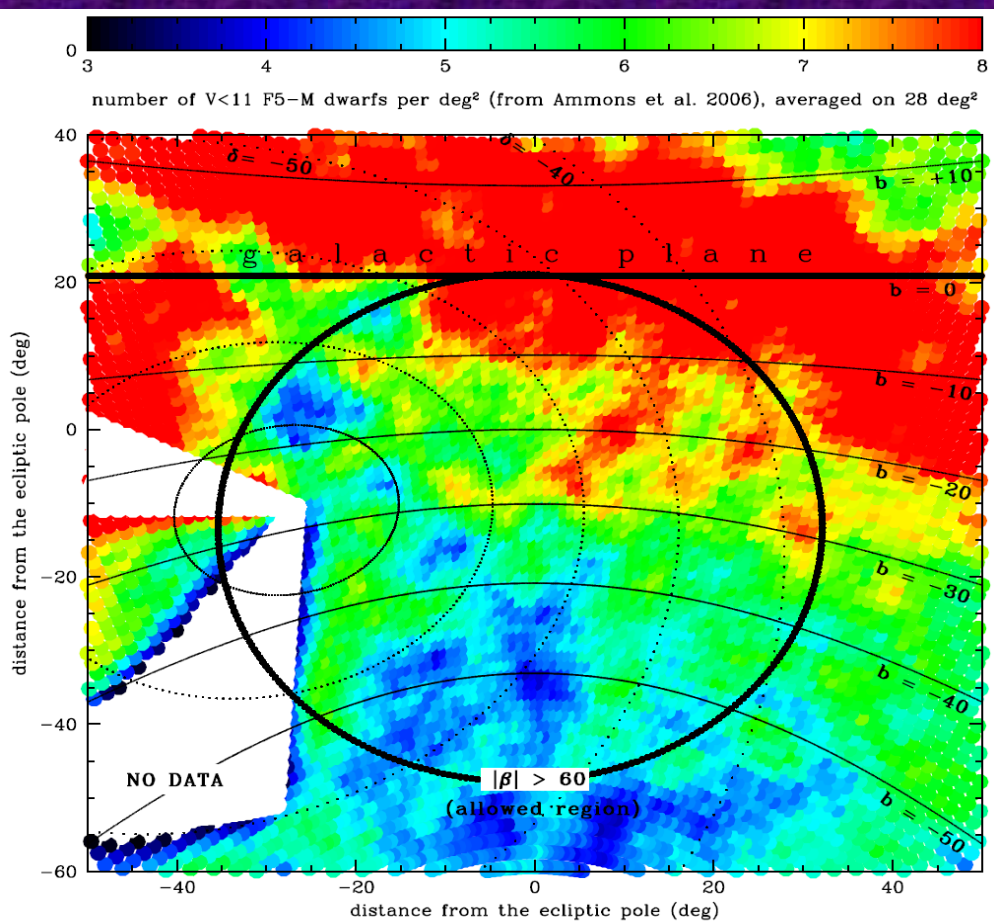 0
3 4 5 6 7 8
number of V<11 F5-M dwarfs per deg² (from Ammons et al. 2006), averaged on 28 deg²
40
δ= −50
δ= −40
b = +10
galactic plane
20
b = 0
b = −10
0
b = −20
−20
b = −30
b = −40
−40
NO DATA
|β| > 60
(allowed region)
b = −50
−60
distance from the ecliptic pole (deg)
−40 −20 0 20 40
distance from the ecliptic pole (deg)